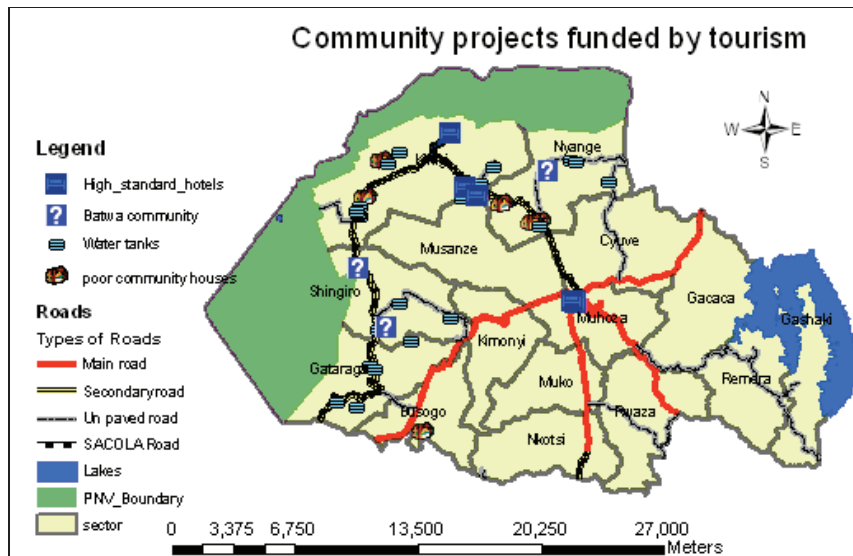 Community projects funded by tourism
N
W E
S
Legend
High_standard_hotels
? Batwa community
Water tanks
poor community houses
Roads
Types of Roads
Main road
Secondary road
Un paved road
SACOLA Road
Lakes
PNV_Boundary
sector
Nyange
?
Musanze
Cyuve
?
Shingiro
Gacaca
Gashaki
Muhoza
?
Kimonyi
Gataraga
Muko
Remera
Busogo
Rwaza
Nkotsi
0 3,375 6,750 13,500 20,250 27,000
Meters